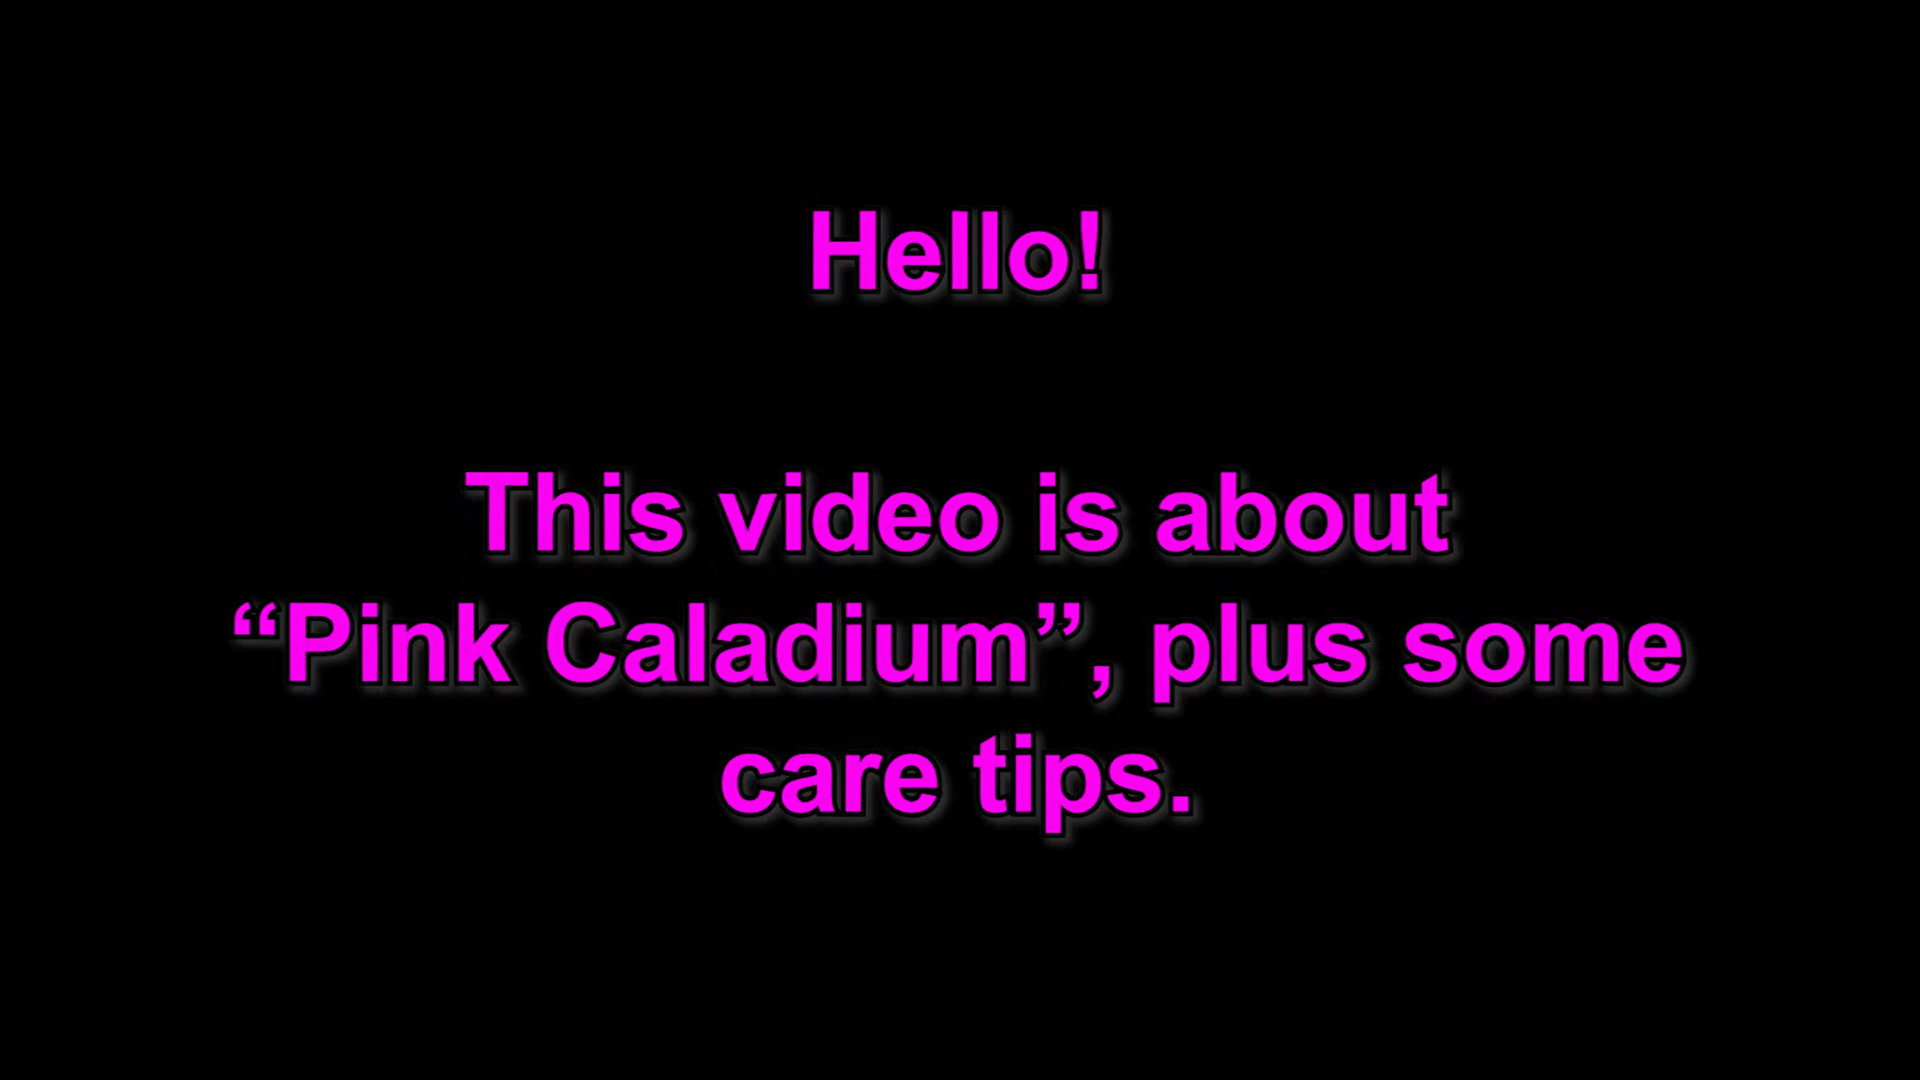 Hello!
This video is about
“Pink Caladium”, plus some
care tips.